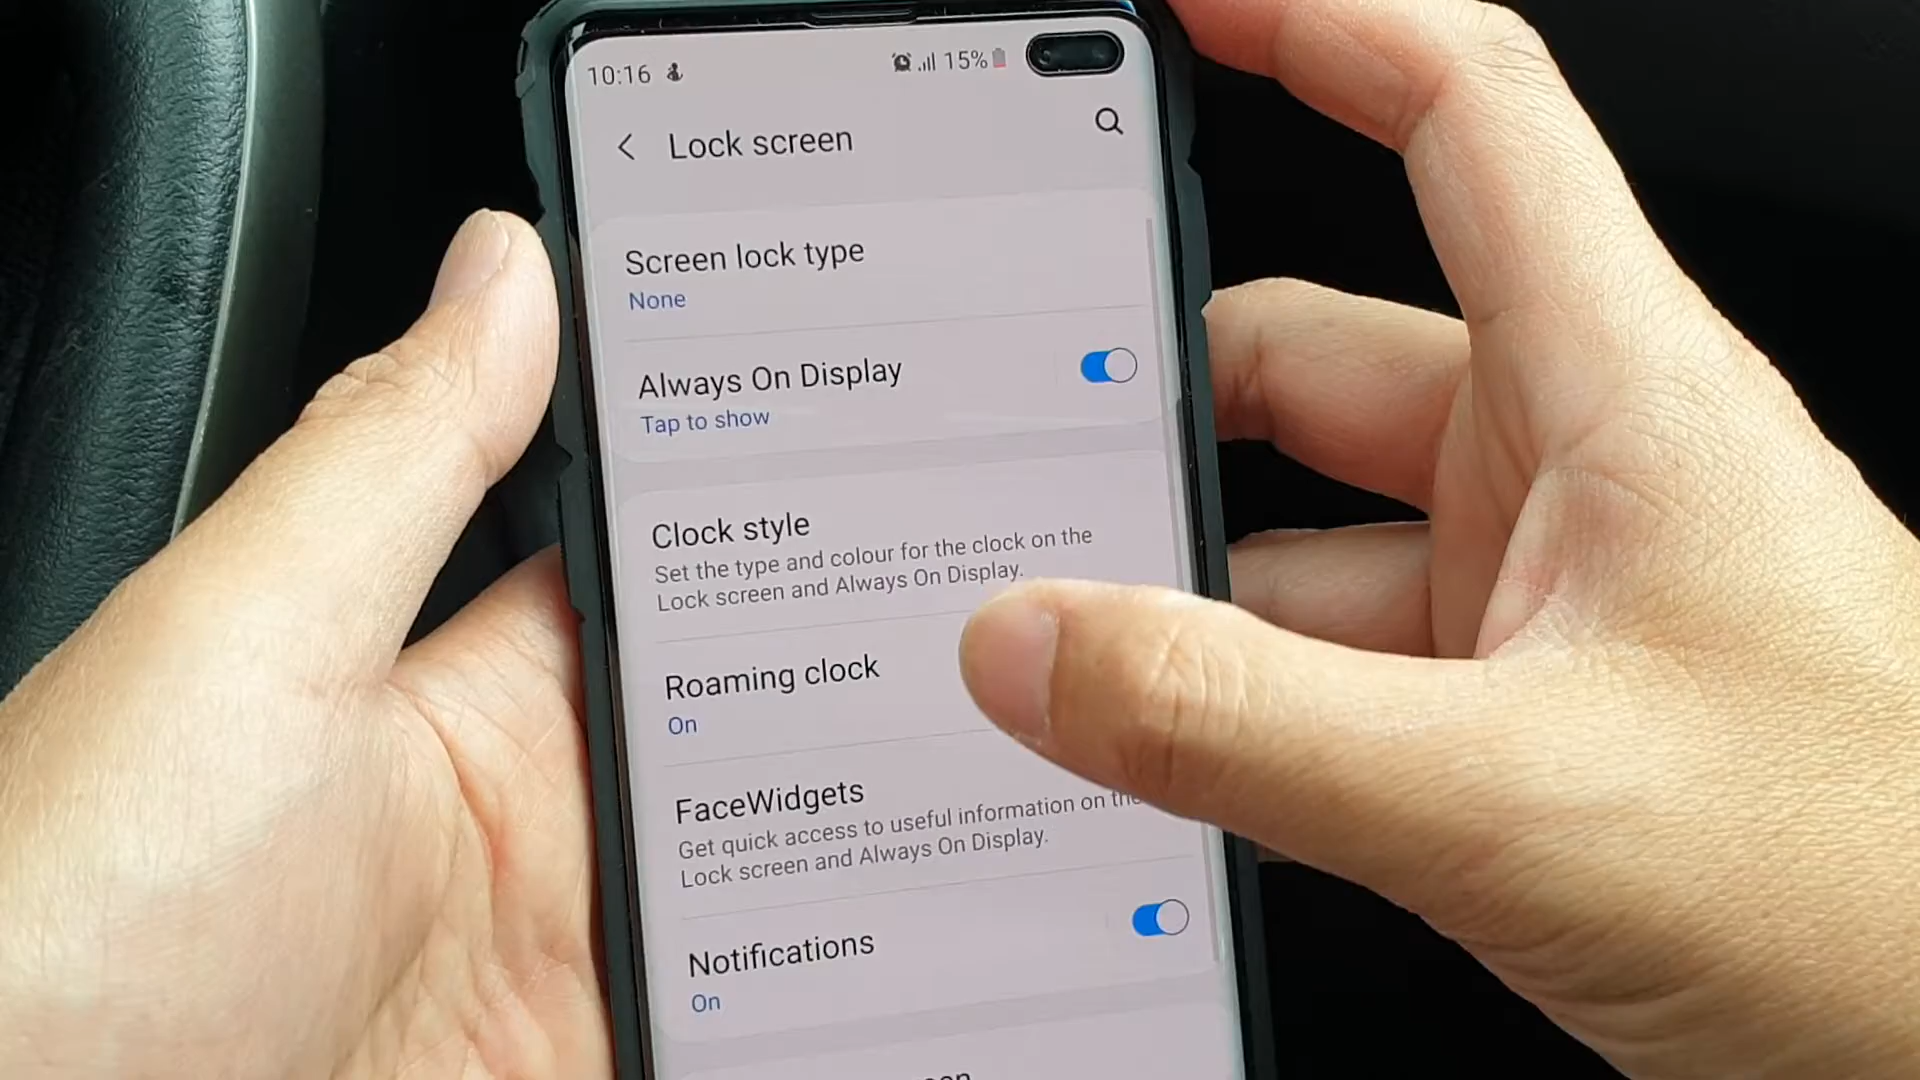 10:16
15%
Lock screen
Screen lock type
None
Always On Display
Tap to show
Clock style
Set the type and colour for the clock on the
Lock screen and Always On Display.
Roaming clock
On
FaceWidgets
Get quick access to useful information on the
Lock screen and Always On Display.
Notifications
On